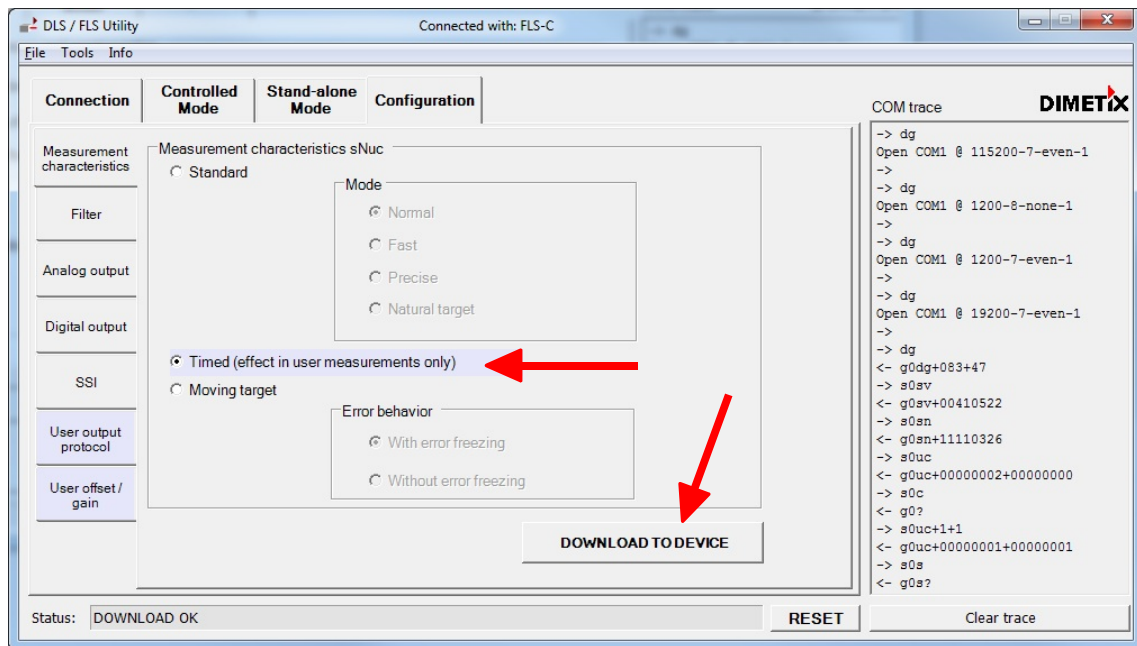 DLS / FLS Utility
Connected with: FLS-C
File Tools Info
Connection
Controlled
Mode
Stand-alone
Mode
Configuration
Measurement
characteristics
Filter
Analog output
Digital output
SSI
User output
protocol
User offset /
gain
Measurement characteristics sNuc
Standard
Mode
Normal
Fast
Precise
Natural target
Timed (effect in user measurements only)
Moving target
Error behavior
With error freezing
Without error freezing
DOWNLOAD TO DEVICE
COM trace
DIMETIX
-> dg
Open COM1 @ 115200-7-even-1
->
-> dg
Open COM1 @ 1200-8-none-1
->
-> dg
Open COM1 @ 1200-7-even-1
->
-> dg
Open COM1 @ 19200-7-even-1
->
-> dg
<- g0dg+083+47
-> s0sv
<- g0sv+00410522
-> s0sn
<- g0sn+11110326
-> s0uc
<- g0uc+00000002+00000000
-> s0c
<- g0?
-> s0uc+1+1
<- g0uc+00000001+00000001
-> s0s
<- g0s?
Status: DOWNLOAD OK
RESET
Clear trace